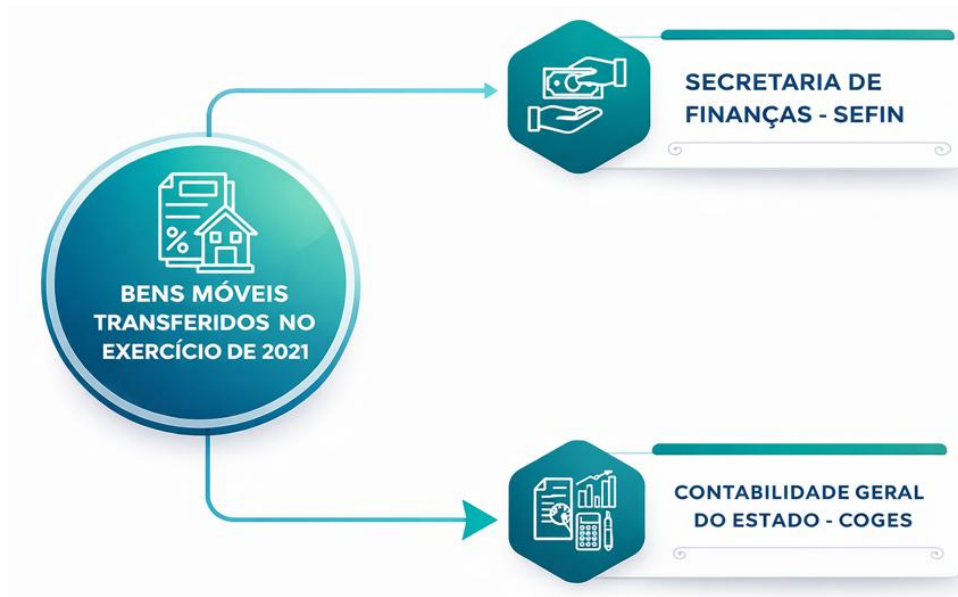 SECRETARIA DE
FINANÇAS - SEFIN
%
BENS MÓVEIS
TRANSFERIDOS NO
EXERCÍCIO DE 2021
CONTABILIDADE GERAL
DO ESTADO - COGES